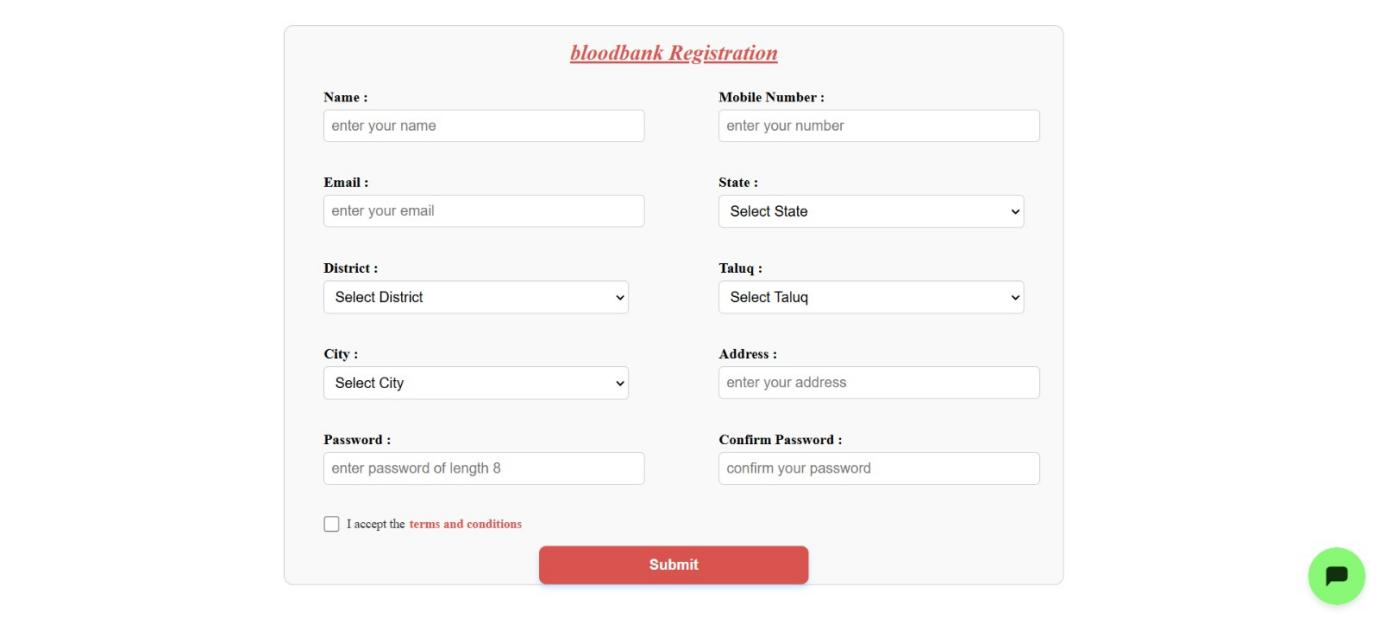 bloodbank Registration
Name :
Mobile Number :
enter your name
enter your number
Email :
State :
enter your email
Select State
District :
Taluq :
Select District
Select Taluq
City :
Address :
Select City
enter your address
Password :
Confirm Password :
enter password of length 8
confirm your password
I accept the terms and conditions
Submit